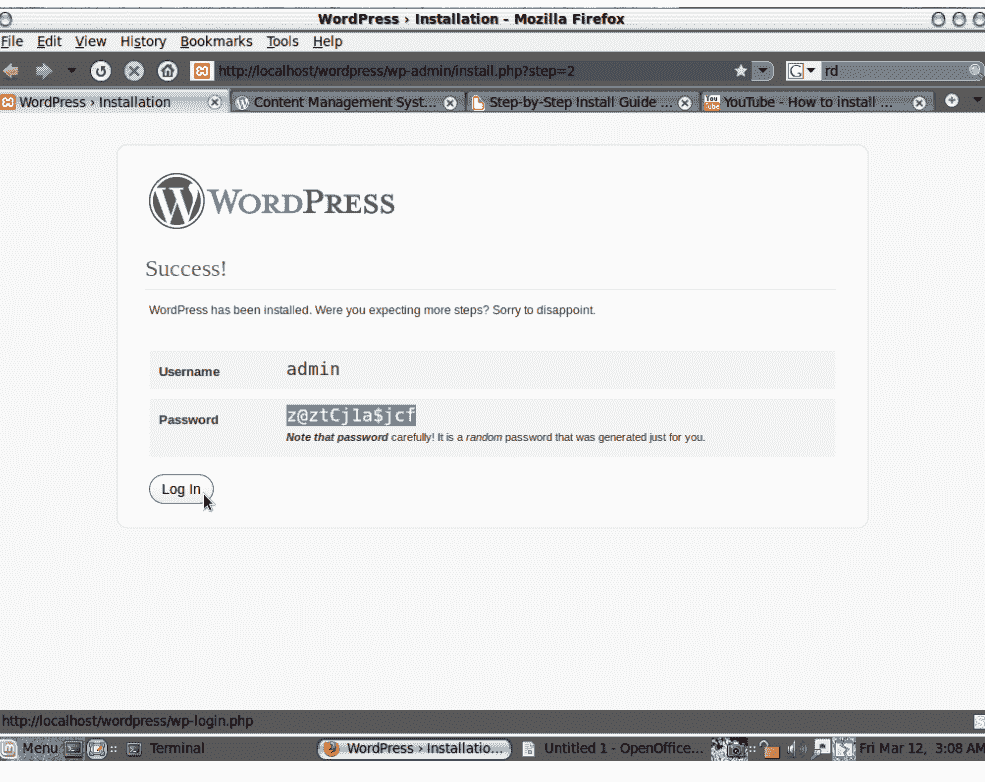 WordPress › Installation - Mozilla Firefox
File Edit View History Bookmarks Tools Help
http://localhost/wordpress/wp-admin/install.php?step=2 G rd
WordPress › Installation Content Management Syst... Step-by-Step Install Guide ... You Tube YouTube - How to install ...
W WORDPRESS
Success!
WordPress has been installed. Were you expecting more steps? Sorry to disappoint.
Username admin
Password z@ztCj1a$jcf
Note that password carefully! It is a random password that was generated just for you.
Log In
http://localhost/wordpress/wp-login.php
Menu Terminal WordPress › Installatio... Untitled 1 - OpenOffice... Fri Mar 12, 3:08 AM